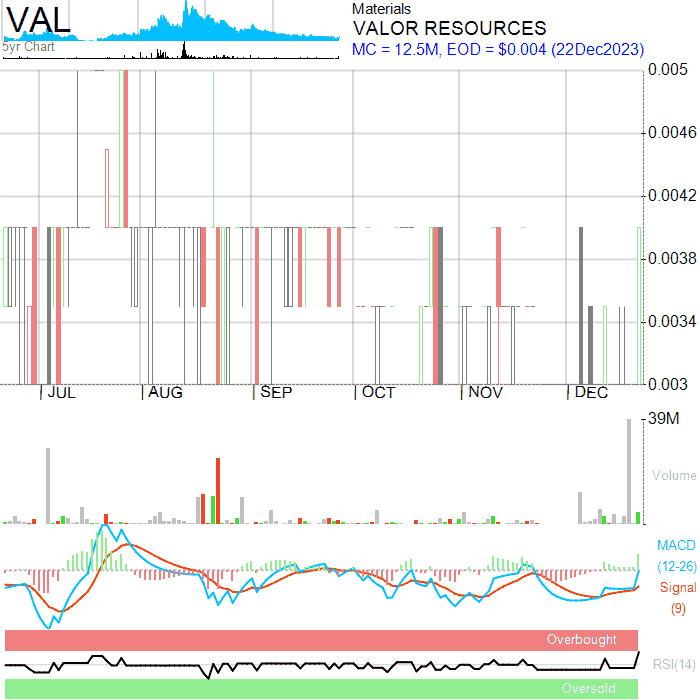 VAL
5yr Chart
Materials
VALOR RESOURCES
MC = 12.5M, EOD = $0.004 (22Dec2023)
0.005
0.0046
0.0042
0.0038
0.0034
0.003
JUL AUG SEP OCT NOV DEC
39M
Volume
MACD
(12-26)
Signal
(9)
Overbought
RSI(14)
Oversold